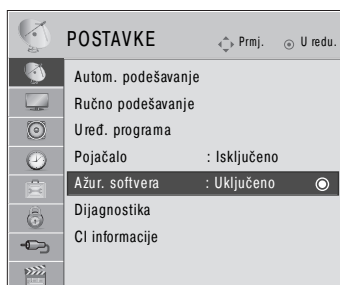 POSTAVKE Prmj. U redu.
Autom. podešavanje
Ručno podešavanje
Uređ. programa
Pojačalo : Isključeno
Ažur. softvera : Uključeno
Dijagnostika
CI informacije